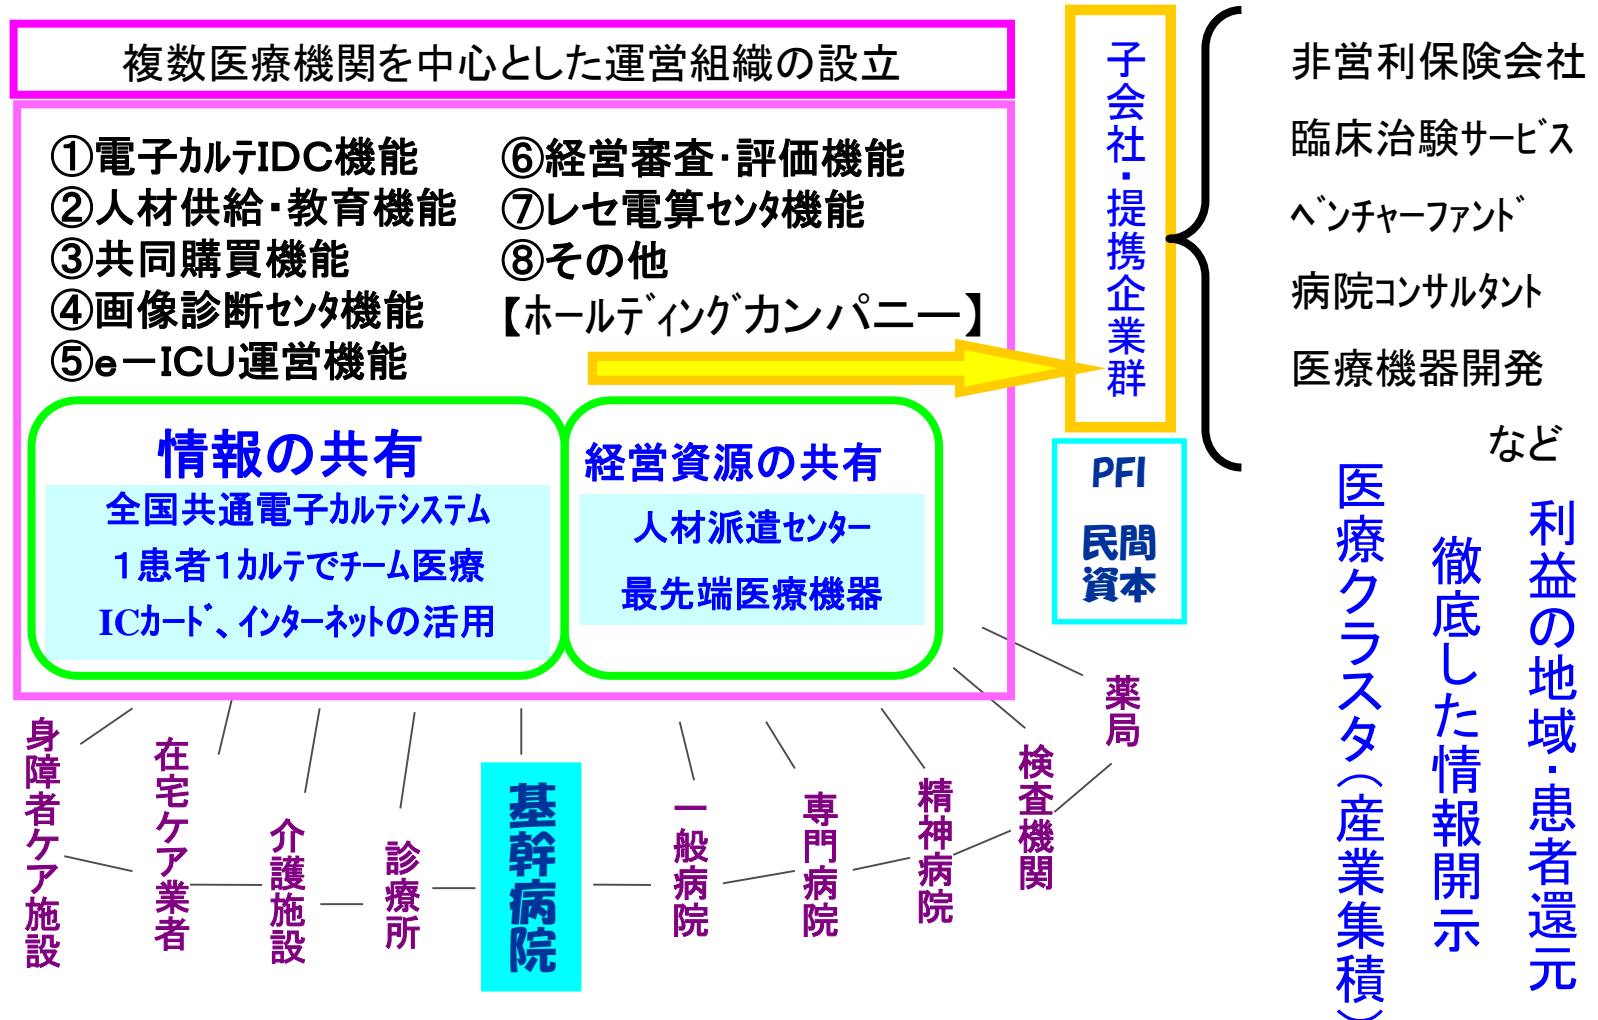 複数医療機関を中心とした運営組織の設立
①電子ｶﾙﾃIDC機能
②人材供給・教育機能
③共同購買機能
④画像診断ｾﾝﾀ機能
⑤e－ICU運営機能
⑥経営審査･評価機能
⑦レセ電算ｾﾝﾀ機能
⑧その他
【ﾎｰﾙﾃﾞｨﾝｸﾞカンパニー】
情報の共有
全国共通電子ｶﾙﾃｼｽﾃﾑ
１患者１ｶﾙﾃでﾁｰﾑ医療
ICｶｰﾄﾞ、ｲﾝﾀｰﾈｯﾄの活用
経営資源の共有
人材派遣ｾﾝﾀｰ
最先端医療機器
子会社・提携企業群
PFI
民間
資本
非営利保険会社
臨床治験ｻｰﾋﾞｽ
ﾍﾞﾝﾁｬｰﾌｧﾝﾄﾞ
病院ｺﾝｻﾙﾀﾝﾄ
医療機器開発
など
利益の地域・患者還元
徹底した情報開示
医療クラスタ（産業集積）
身障者ケア施設
在宅ケア業者
介護施設
診療所
基幹病院
一般病院
専門病院
精神病院
検査機関
薬局